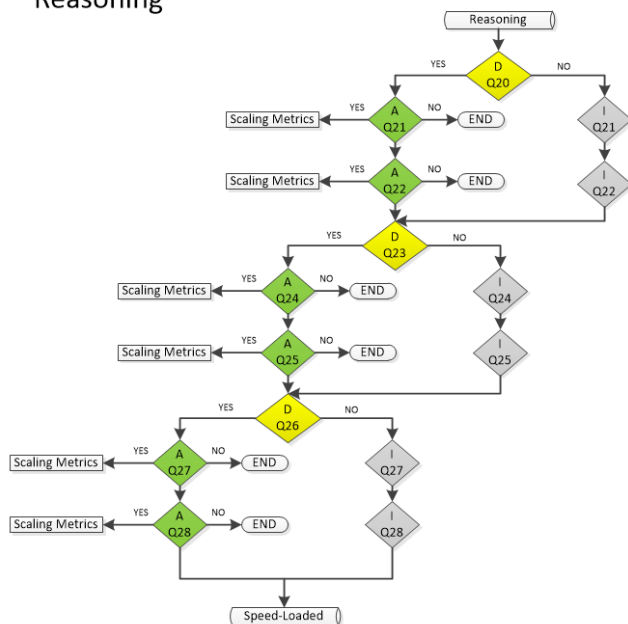 Reasoning
Reasoning
D
Q20
YES
NO
A
Q21
YES
NO
Scaling Metrics
END
I
Q21
A
Q22
YES
NO
Scaling Metrics
END
I
Q22
D
Q23
YES
NO
A
Q24
YES
NO
Scaling Metrics
END
I
Q24
A
Q25
YES
NO
Scaling Metrics
END
I
Q25
D
Q26
YES
NO
A
Q27
YES
NO
Scaling Metrics
END
I
Q27
A
Q28
YES
NO
Scaling Metrics
END
I
Q28
Speed-Loaded